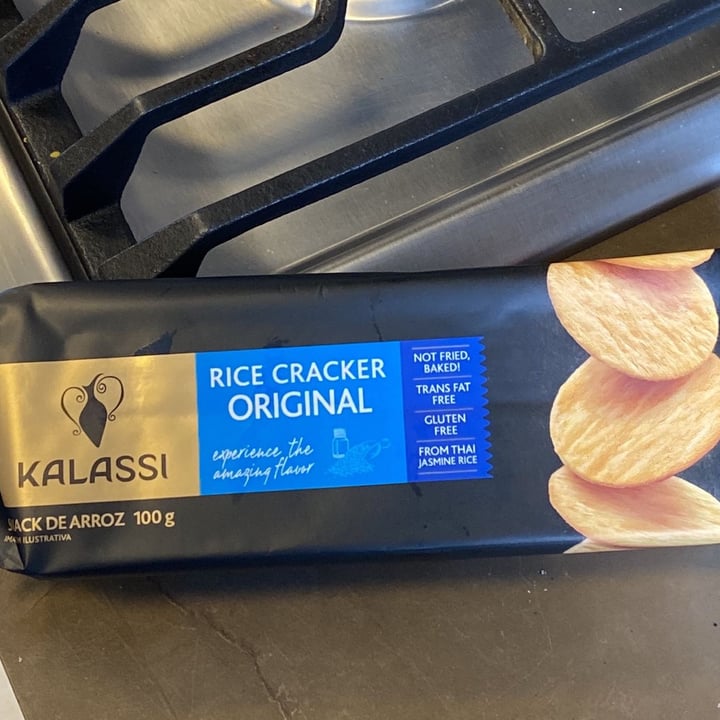 KALASSI
RICE CRACKER
ORIGINAL
experience the
amazing flavor
NOT FRIED,
BAKED!
TRANS FAT
FREE
GLUTEN
FREE
FROM THAI
JASMINE RICE
DE ARROZ 100 g
ILUSTRATIVA